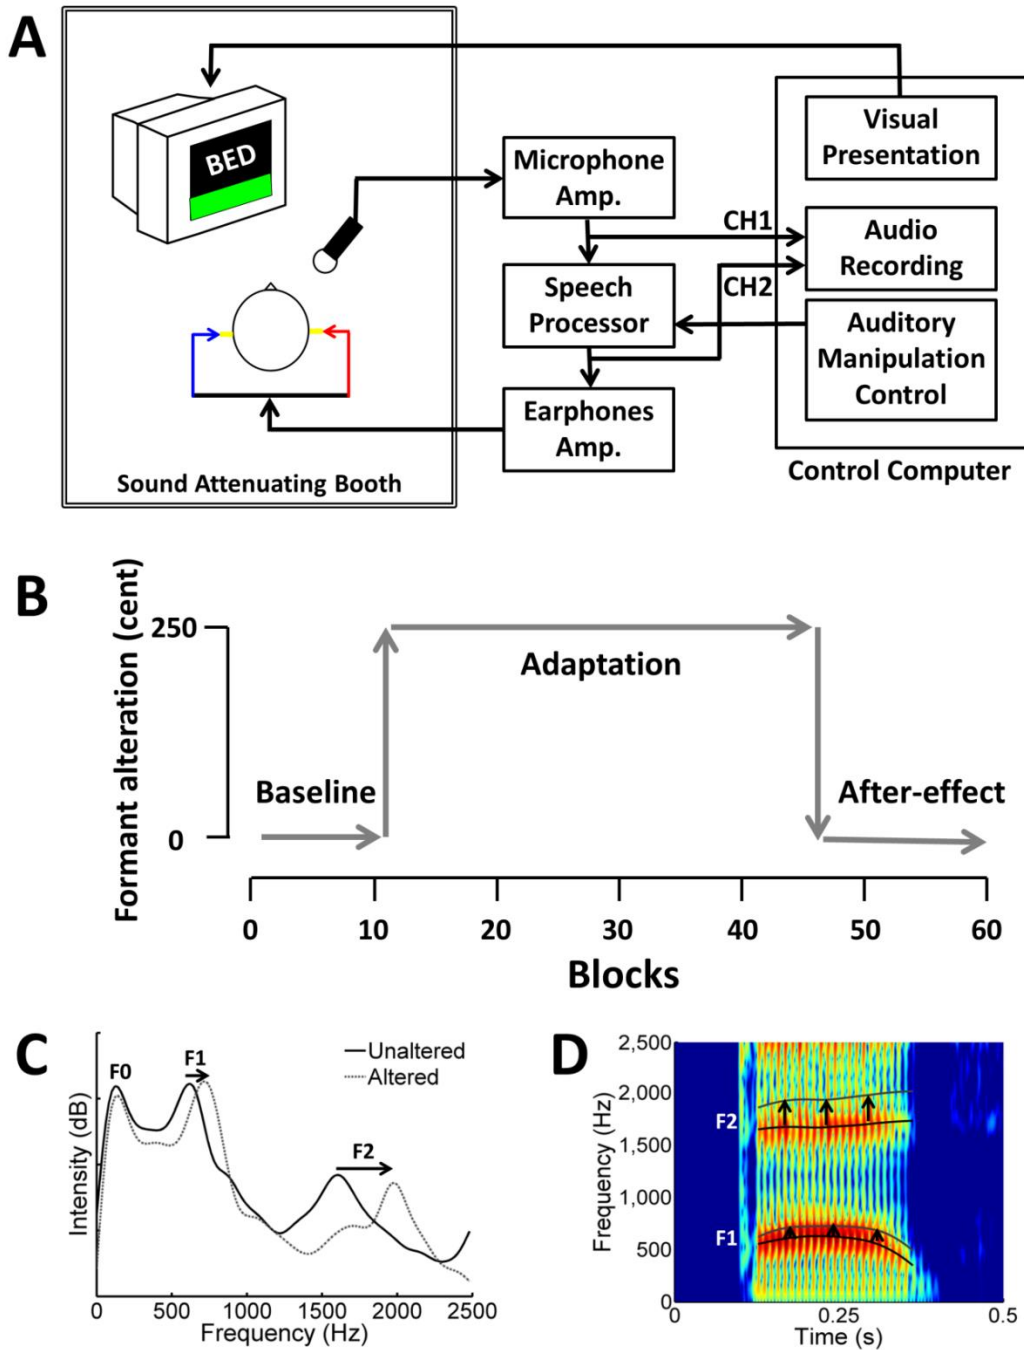 A
BED
Microphone
Amp.
Visual
Presentation
CH1
Audio
Recording
Speech
Processor
CH2
Auditory
Manipulation
Control
Earphones
Amp.
Control Computer
Sound Attenuating Booth
B
Formant alteration (cent)
250
Adaptation
Baseline
After-effect
0
0 10 20 30 40 50 60
Blocks
C
Unaltered
Altered
F0
F1
F2
Intensity (dB)
0 500 1000 1500 2000 2500
Frequency (Hz)
D
2,500
2,000
F2
1,500
1,000
F1
500
0
Frequency (Hz)
0 0.25 0.5
Time (s)